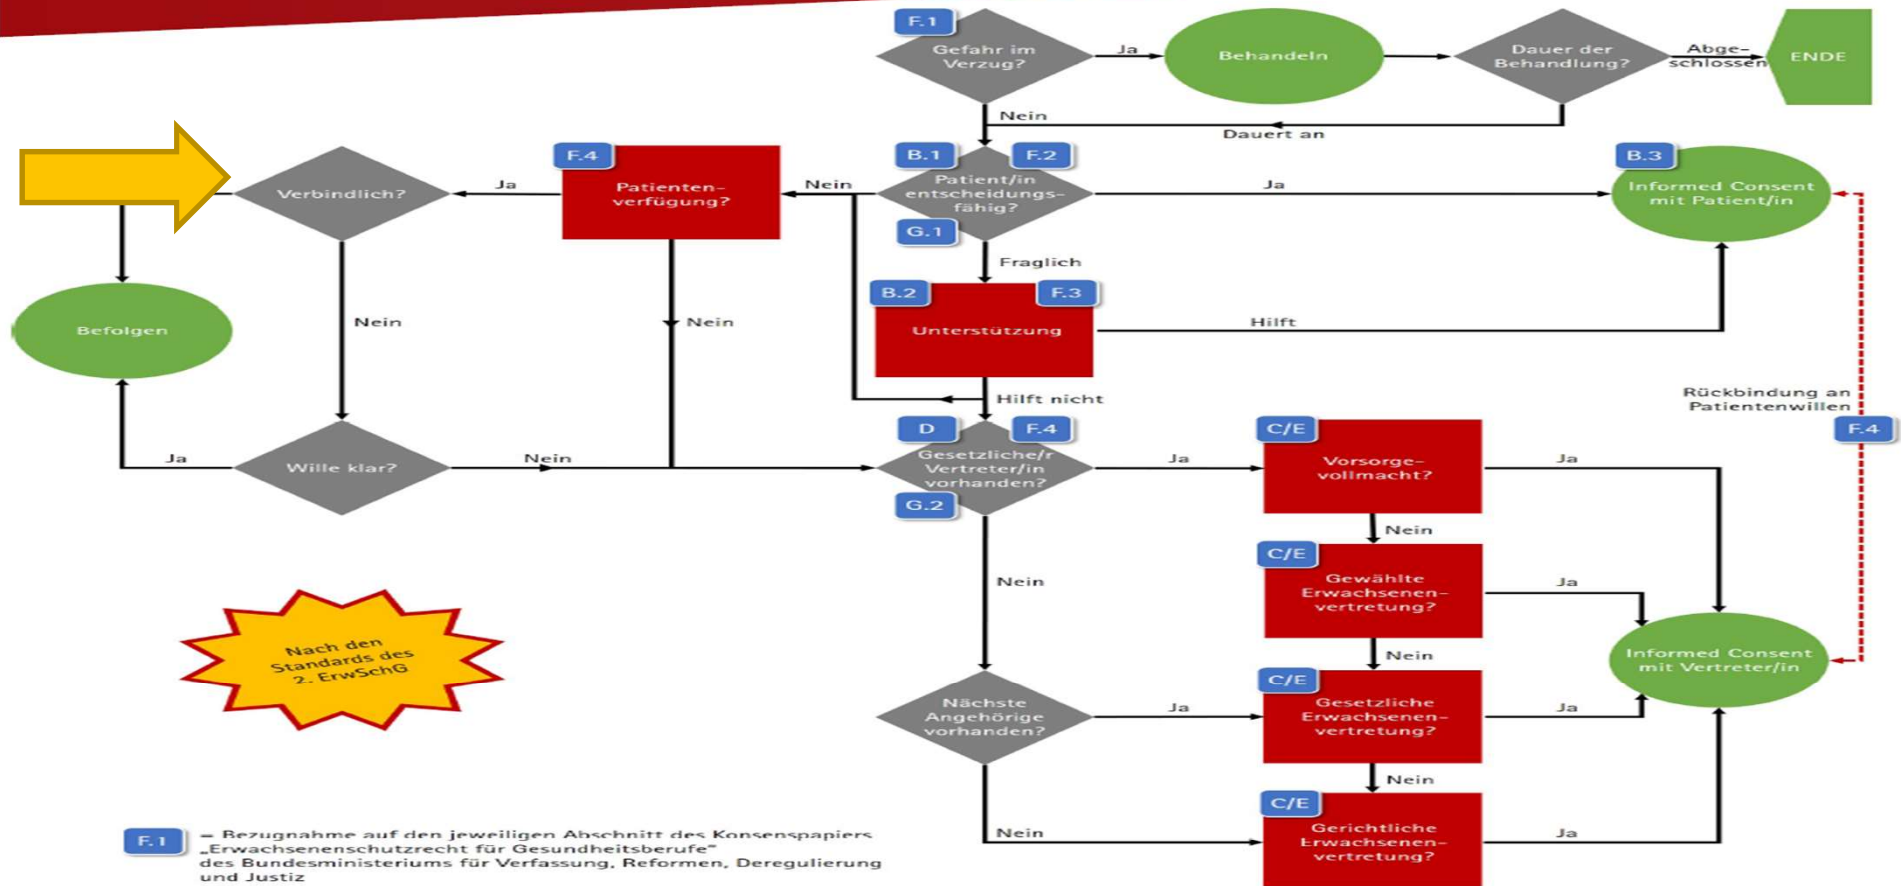 F.1
Gefahr im
Verzug?
Ja
Behandeln
Dauer der
Behandlung?
Abge-
schlossen
ENDE
Nein
Dauert an
Verbindlich?
Ja
F.4
Patienten-
verfügung?
Nein
B.1
F.2
Patient/in
entscheidungs-
fähig?
G.1
Ja
B.3
Informed Consent
mit Patient/in
Fraglich
B.2
F.3
Unterstützung
Hilft
Befolgen
Nein
Nein
Hilft nicht
Rückbindung an
Patientenwillen
F.4
Ja
Wille klar?
Nein
D
F.4
Gesetzliche/r
Vertreter/in
vorhanden?
G.2
Ja
C/E
Vorsorge-
vollmacht?
Ja
Nein
C/E
Gewählte
Erwachsenen-
vertretung?
Ja
Nein
Nein
Nach den
Standards des
2. ErwSchG
Informed Consent
mit Vertreter/in
Nächste
Angehörige
vorhanden?
Ja
C/E
Gesetzliche
Erwachsenen-
vertretung?
Ja
Nein
Nein
C/E
Gerichtliche
Erwachsenen-
vertretung?
Ja
F.1
= Bezugnahme auf den jeweiligen Abschnitt des Konsenspapiers
„Erwachsenenschutzrecht für Gesundheitsberufe“
des Bundesministeriums für Verfassung, Reformen, Deregulierung
und Justiz